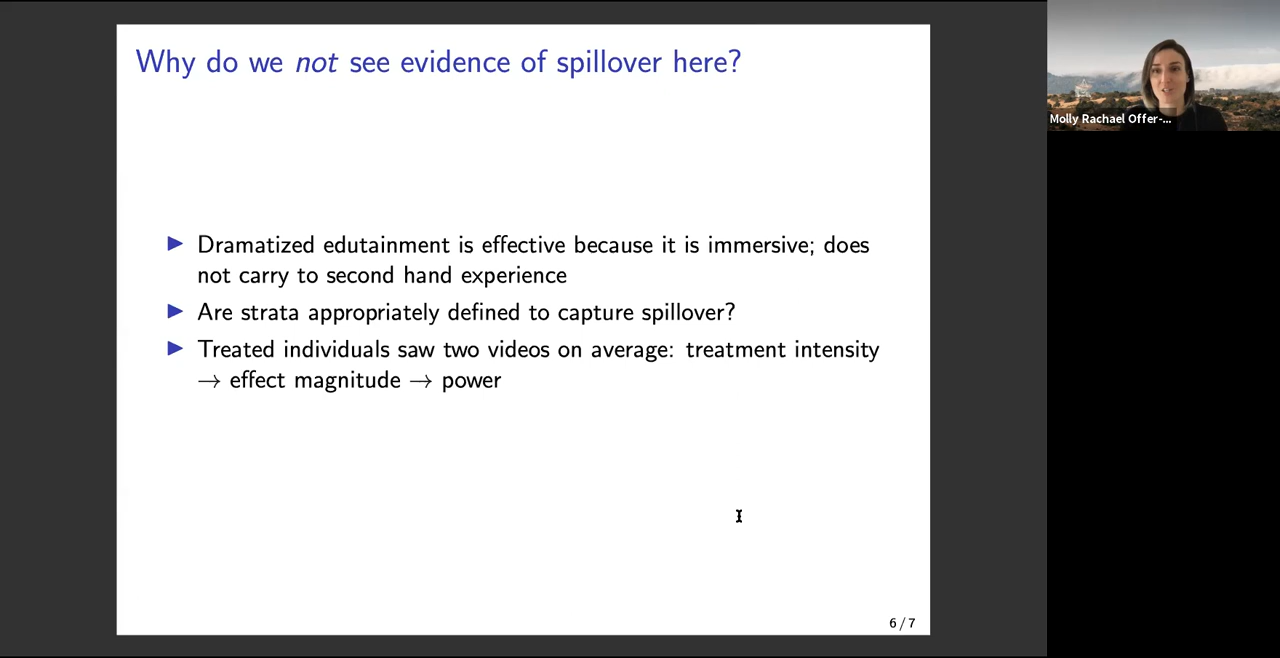 Why do we not see evidence of spillover here?
Molly Rachael Offer-...
▶ Dramatized edutainment is effective because it is immersive; does
not carry to second hand experience
▶ Are strata appropriately defined to capture spillover?
▶ Treated individuals saw two videos on average: treatment intensity
→ effect magnitude → power
6 / 7